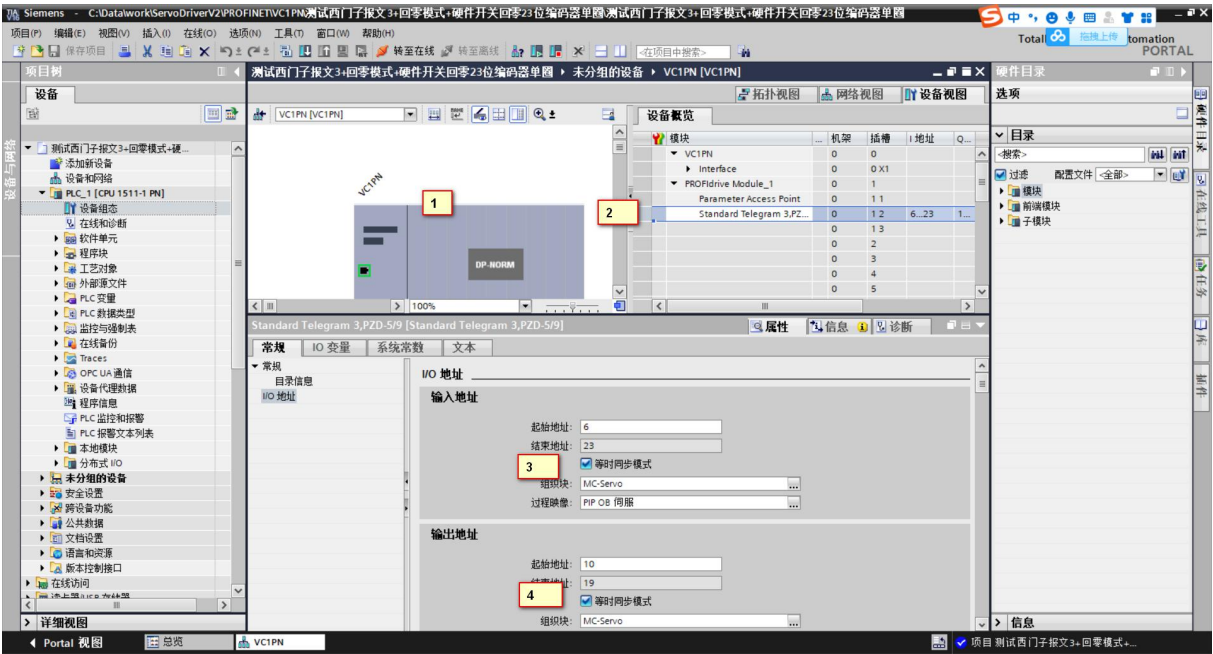 Siemens - C:\Data\work\ServoDriverV2\PROFINET\VC1PN\测试西门子报文3+回零模式+硬件开关回零23位编码器单圈\测试西门子报文3+回零模式+硬件开关回零23位编码器单圈
项目(P) 编辑(E) 视图(V) 插入(I) 在线(O) 选项(N) 工具(T) 窗口(W) 帮助(H)
中
拖拽上传
tomation
PORTAL
保存项目
转至在线
转至离线
<在项目中搜索>
项目树
测试西门子报文3+回零模式+硬件开关回零23位编码器单圈 ▸ 未分组的设备 ▸ VC1PN [VC1PN]
硬件目录
设备
拓扑视图
网络视图
设备视图
选项
设备与网络
测试西门子报文3+回零模式+硬...
添加新设备
设备和网络
PLC_1 [CPU 1511-1 PN]
设备组态
在线和诊断
软件单元
程序块
工艺对象
外部源文件
PLC 变量
PLC 数据类型
监控与强制表
在线备份
Traces
OPC UA 通信
设备代理数据
程序信息
PLC 监控和报警
PLC 报警文本列表
本地模块
分布式 I/O
未分组的设备
安全设置
跨设备功能
公共数据
文档设置
语言和资源
版本控制接口
在线访问
详细视图
VC1PN [VC1PN]
VC1PN
1
2
DP-NORM
100%
设备概览
模块 ... 机架 插槽 I 地址 Q...
VC1PN 0 0
Interface 0 0 X1
PROFIdrive Module_1 0 1
Parameter Access Point 0 1 1
Standard Telegram 3,PZ... 0 1 2 6...23 1...
0 1 3
0 2
0 3
0 4
0 5
Standard Telegram 3,PZD-5/9 [Standard Telegram 3,PZD-5/9]
属性
信息
诊断
常规 IO 变量 系统常数 文本
常规
目录信息
I/O 地址
I/O 地址
输入地址
起始地址: 6
结束地址: 23
3
等时同步模式
组织块: MC-Servo
过程映像: PIP OB 伺服
输出地址
起始地址: 10
19
4
等时同步模式
组织块: MC-Servo
目录
<搜索>
过滤 配置文件 <全部>
模块
前端模块
子模块
硬件目录
在线工具
任务
库
插件
信息
Portal 视图
总览
VC1PN
项目 测试西门子报文3+回零模式+...